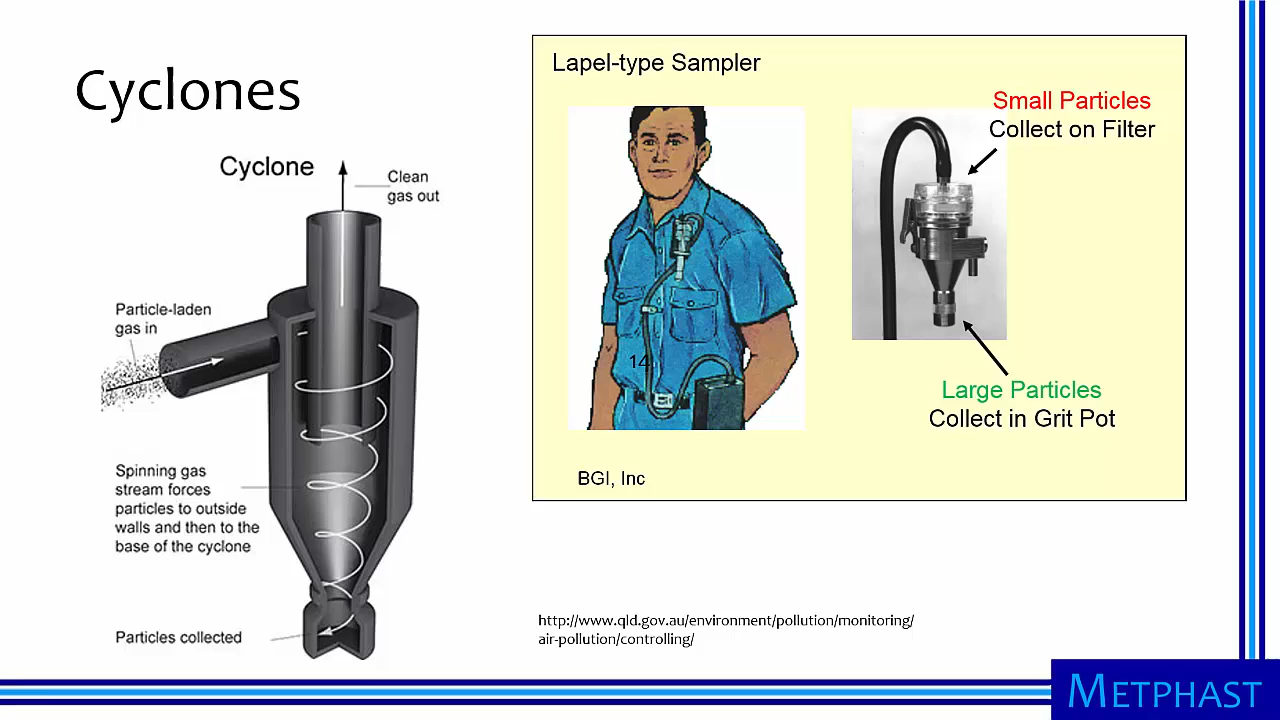 Cyclones
Cyclone
Clean
gas out
Particle-laden
gas in
Spinning gas
stream forces
particles to outside
walls and then to the
base of the cyclone
Particles collected
Lapel-type Sampler
Small Particles
Collect on Filter
14
Large Particles
Collect in Grit Pot
BGI, Inc
http://www.qld.gov.au/environment/pollution/monitoring/
air-pollution/controlling/
METPHAST